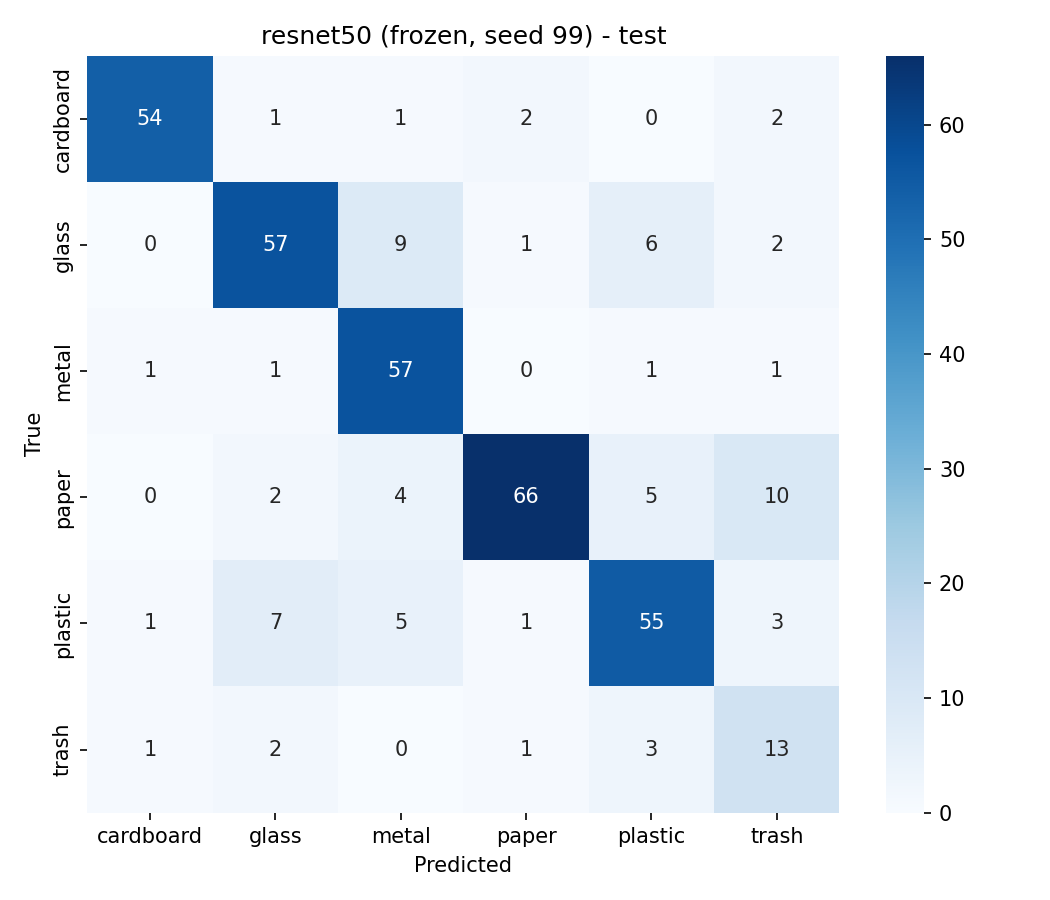 resnet50 (frozen, seed 99) - test
cardboard 54 1 1 2 0 2
glass 0 57 9 1 6 2
metal 1 1 57 0 1 1
paper 0 2 4 66 5 10
plastic 1 7 5 1 55 3
trash 1 2 0 1 3 13
True
cardboard glass metal paper plastic trash
Predicted
60
50
40
30
20
10
0